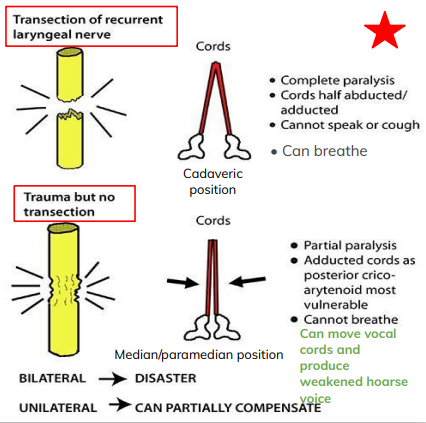 Transection of recurrent
laryngeal nerve
Cords
• Complete paralysis
• Cords half abducted/
adducted
• Cannot speak or cough
• Can breathe
Cadaveric
position
Trauma but no
transection
Cords
• Partial paralysis
• Adducted cords as
posterior crico-
arytenoid most
vulnerable
• Cannot breathe
Can move vocal
cords and
produce
weakened hoarse
voice
Median/paramedian position
BILATERAL → DISASTER
UNILATERAL → CAN PARTIALLY COMPENSATE